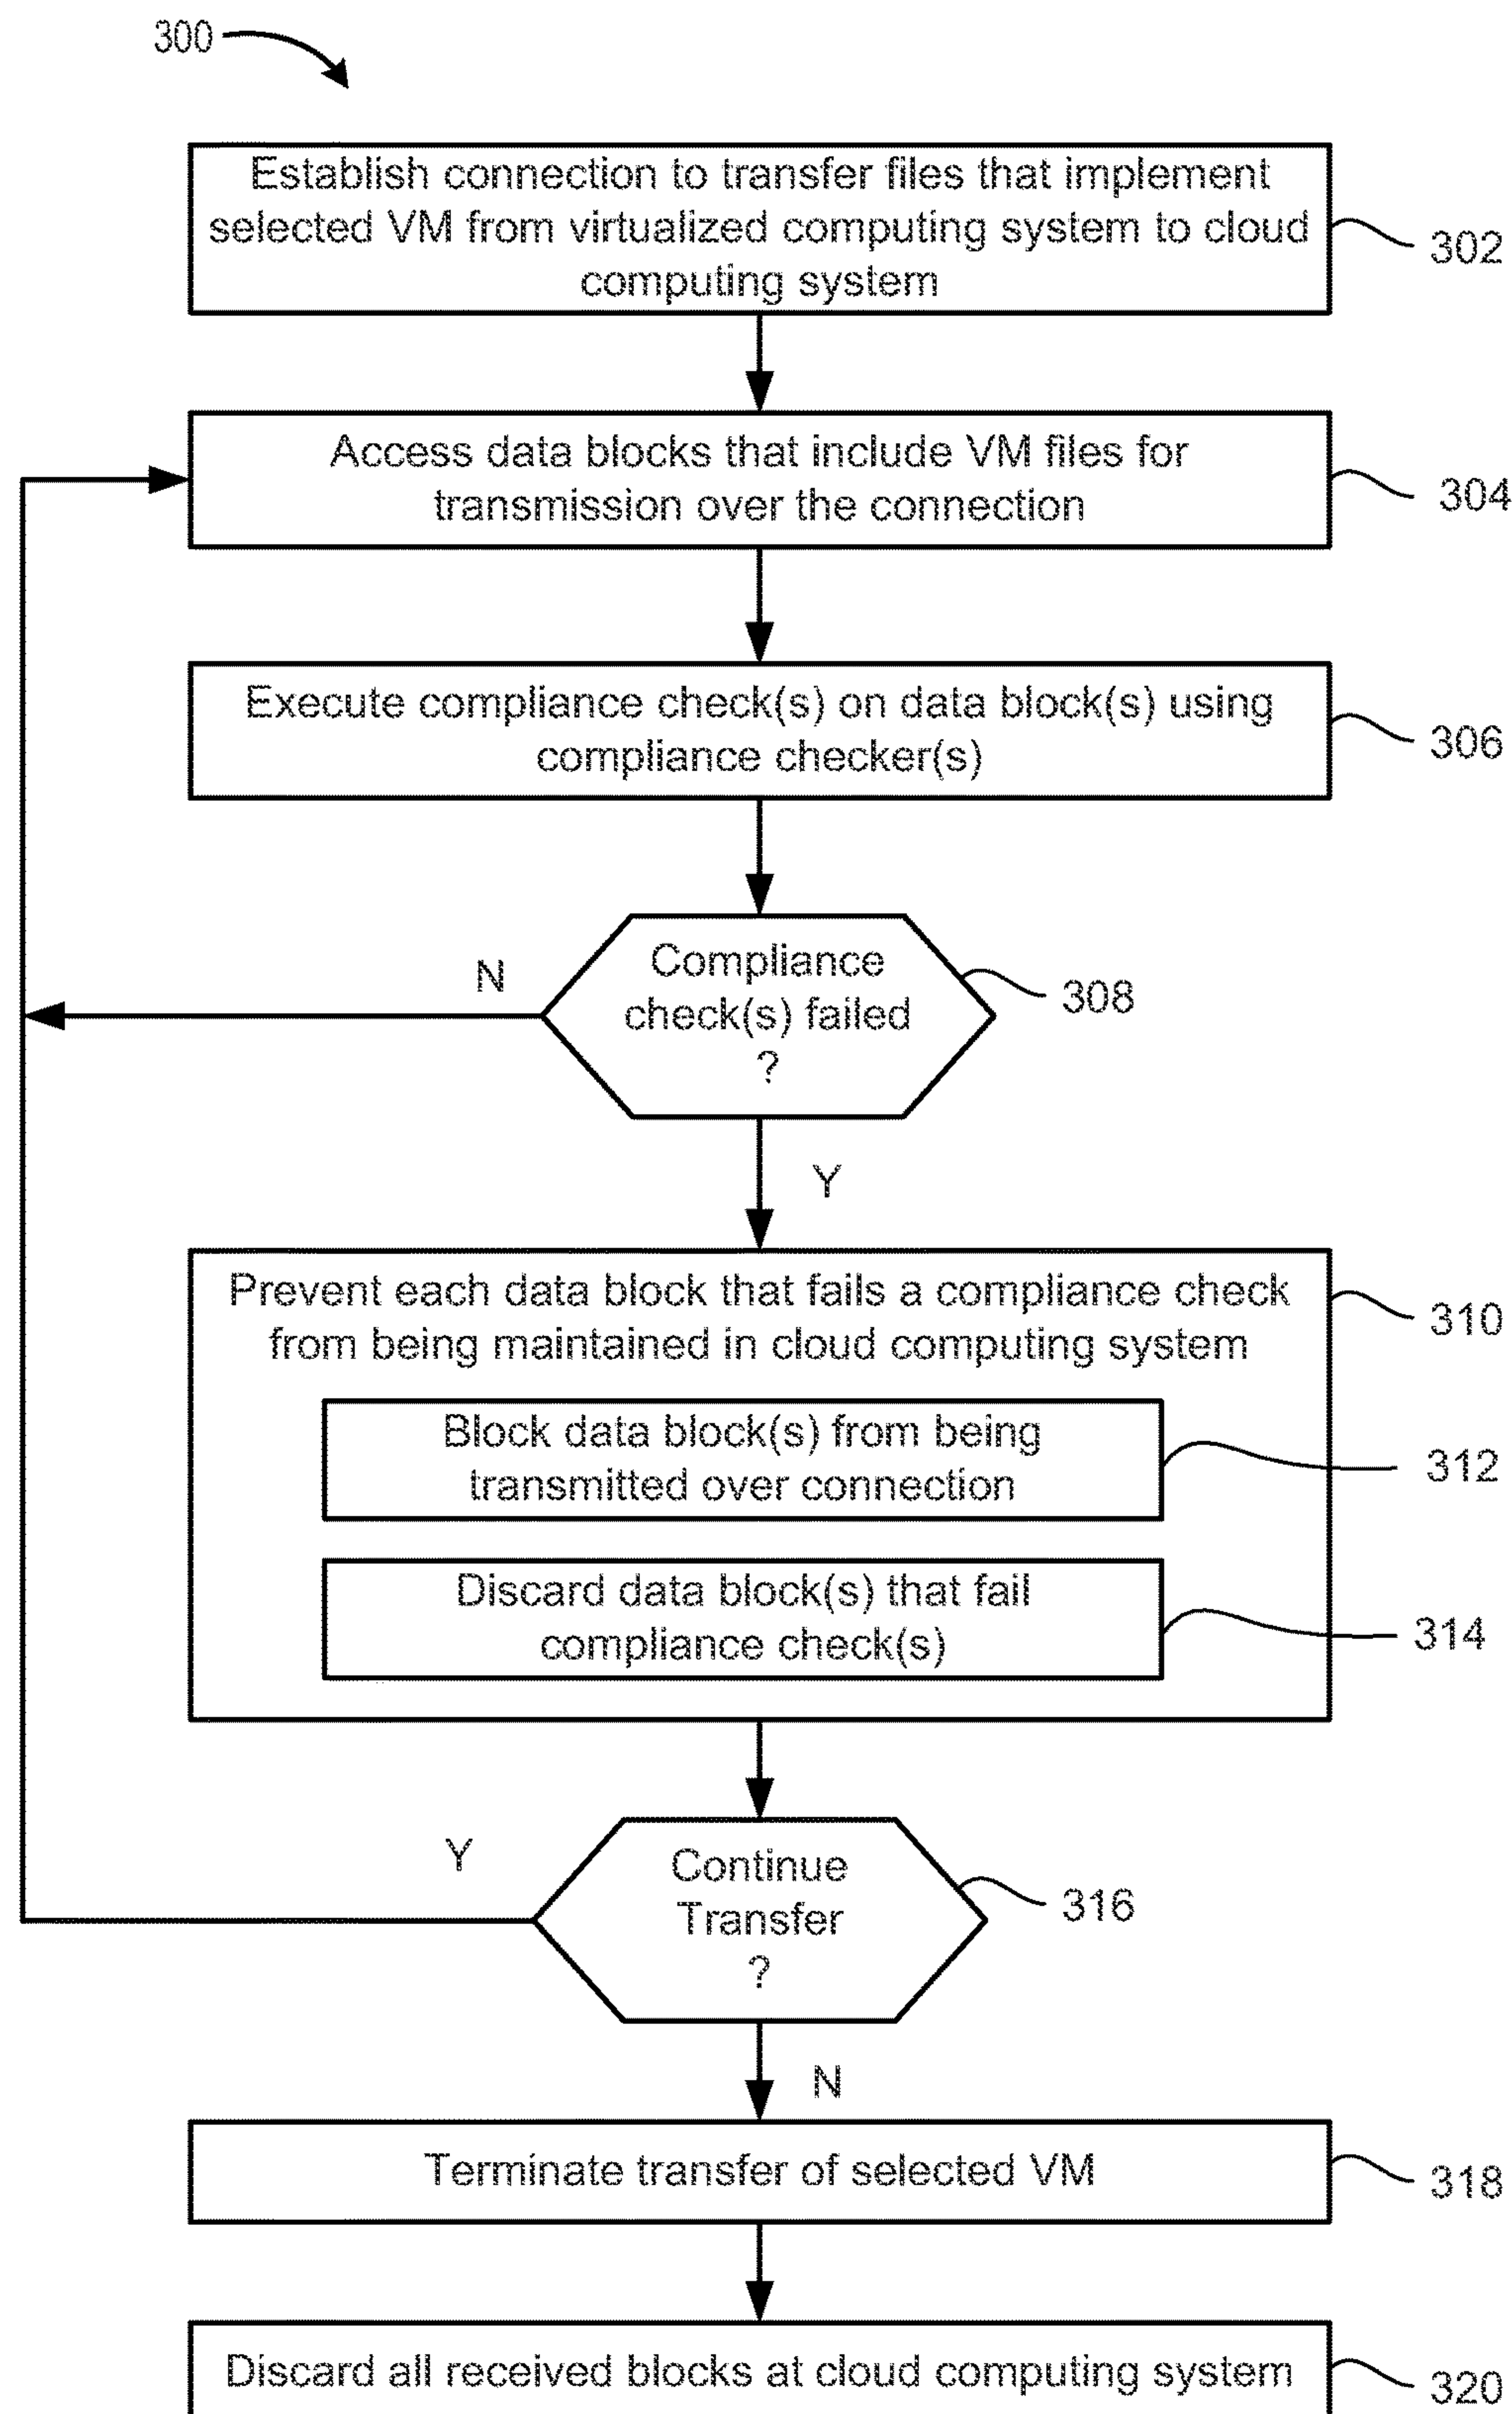 300
Establish connection to transfer files that implement
selected VM from virtualized computing system to cloud
computing system
302
Access data blocks that include VM files for
transmission over the connection
304
Execute compliance check(s) on data block(s) using
compliance checker(s)
306
Compliance
check(s) failed
?
308
N
Y
Prevent each data block that fails a compliance check
from being maintained in cloud computing system
310
Block data block(s) from being
transmitted over connection
312
Discard data block(s) that fail
compliance check(s)
314
Continue
Transfer
?
316
Y
N
Terminate transfer of selected VM
318
Discard all received blocks at cloud computing system
320